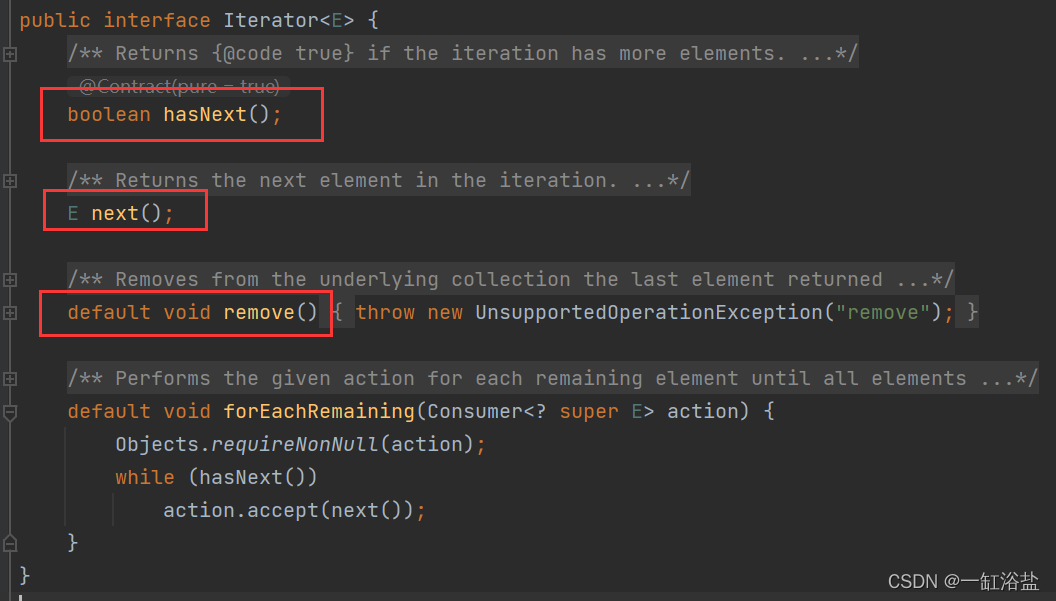 public interface Iterator<E> {
/** Returns {@code true} if the iteration has more elements. ...*/
@Contract(pure = true)
boolean hasNext();
/** Returns the next element in the iteration. ...*/
E next();
/** Removes from the underlying collection the last element returned ...*/
default void remove() { throw new UnsupportedOperationException("remove"); }
/** Performs the given action for each remaining element until all elements ...*/
default void forEachRemaining(Consumer<? super E> action) {
Objects.requireNonNull(action);
while (hasNext())
action.accept(next());
}
}
CSDN @一缸浴盐